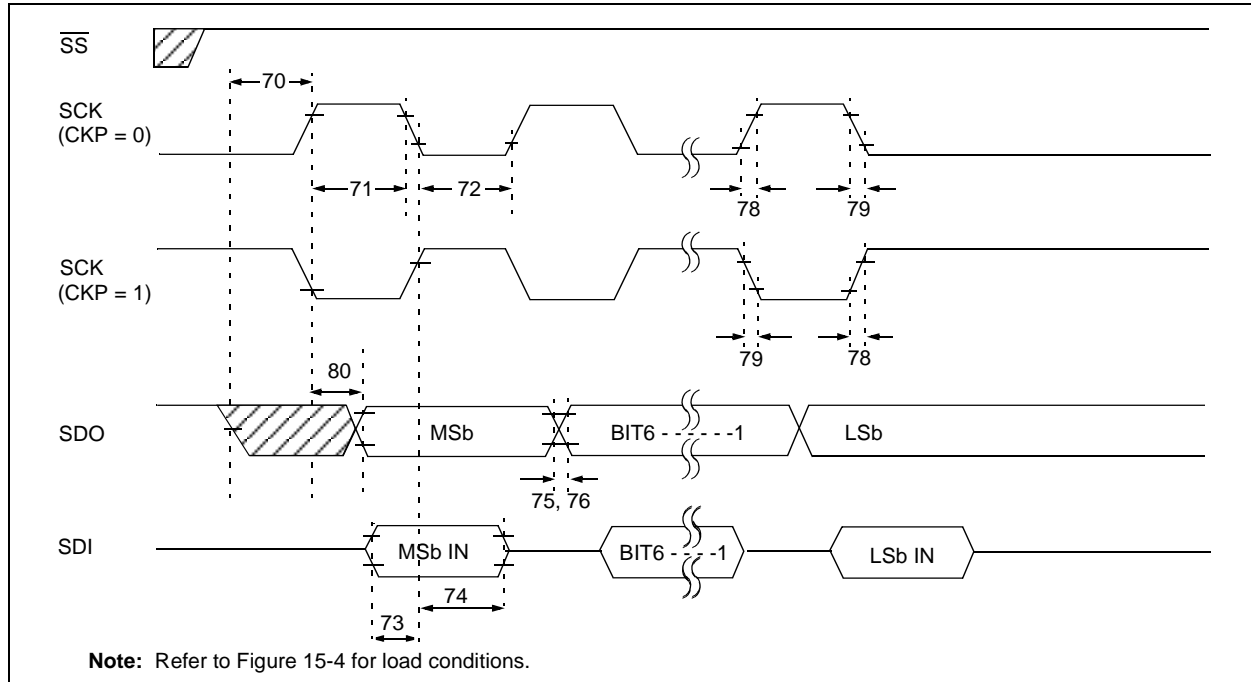 SS
70
SCK
(CKP = 0)
71
72
78
79
SCK
(CKP = 1)
79
78
80
SDO
MSb
BIT6 - - - - - -1
LSb
75, 76
SDI
MSb IN
BIT6 - - - -1
LSb IN
74
73
Note: Refer to Figure 15-4 for load conditions.